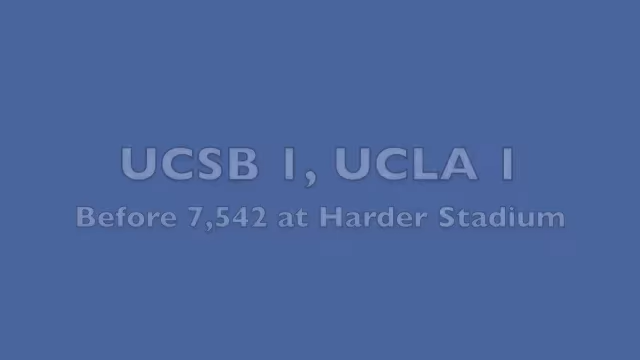 UCSB 1, UCLA 1
Before 7,542 at Harder Stadium